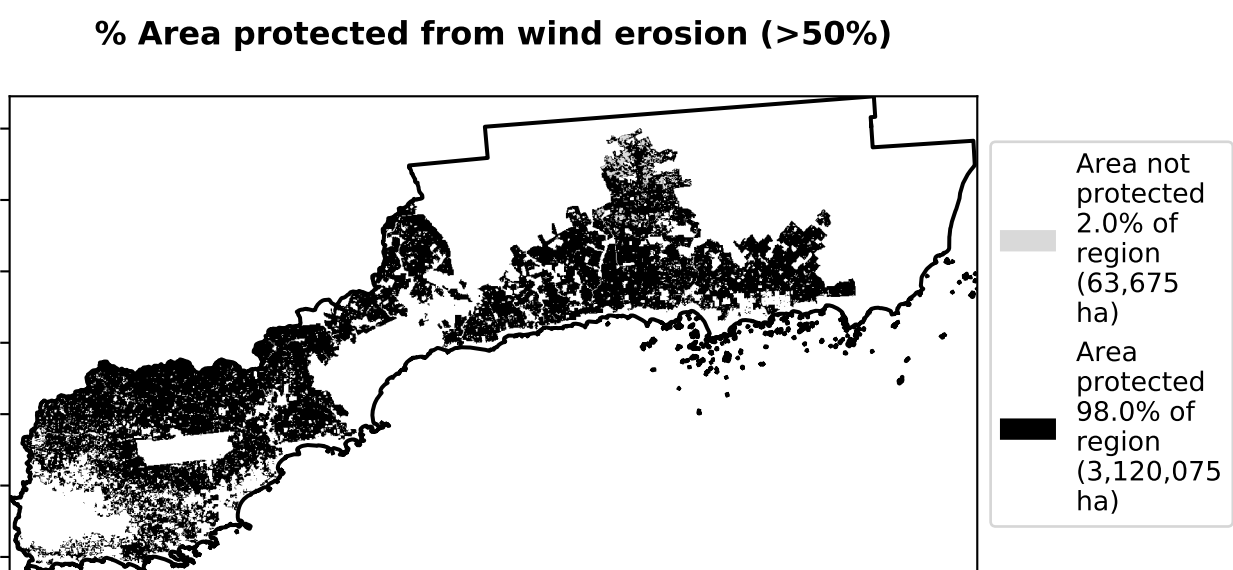 % Area protected from wind erosion (>50%)
Area not
protected
2.0% of
region
(63,675
ha)
Area
protected
98.0% of
region
(3,120,075
ha)